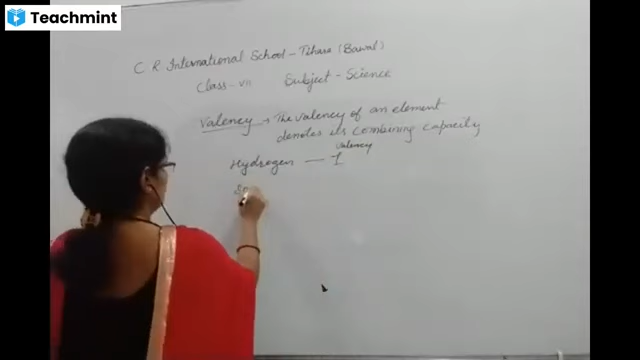 Teachmint
C R International School - Tihara (Bawal)
Class - VII Subject - Science
Valency → The valency of an element
denotes its combining capacity
valency
Hydrogen — 1
So